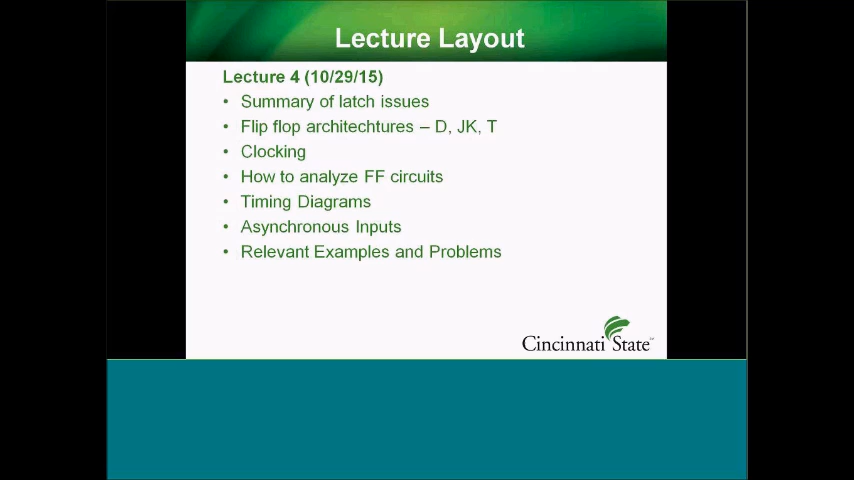 Lecture Layout
Lecture 4 (10/29/15)
• Summary of latch issues
• Flip flop architechtures – D, JK, T
• Clocking
• How to analyze FF circuits
• Timing Diagrams
• Asynchronous Inputs
• Relevant Examples and Problems
Cincinnati State